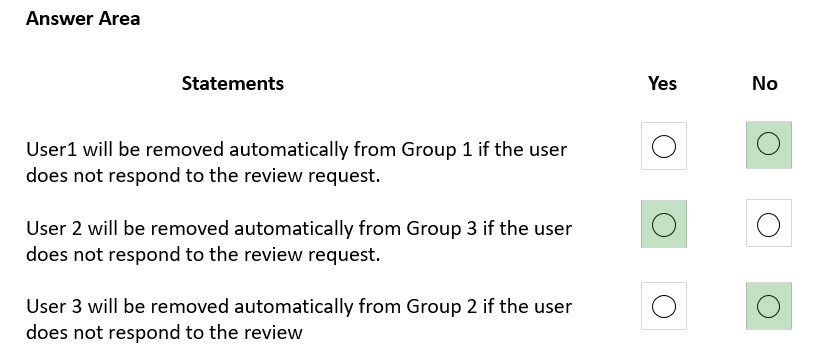 Answer Area
Statements Yes No
User1 will be removed automatically from Group 1 if the user
does not respond to the review request.
User 2 will be removed automatically from Group 3 if the user
does not respond to the review request.
User 3 will be removed automatically from Group 2 if the user
does not respond to the review